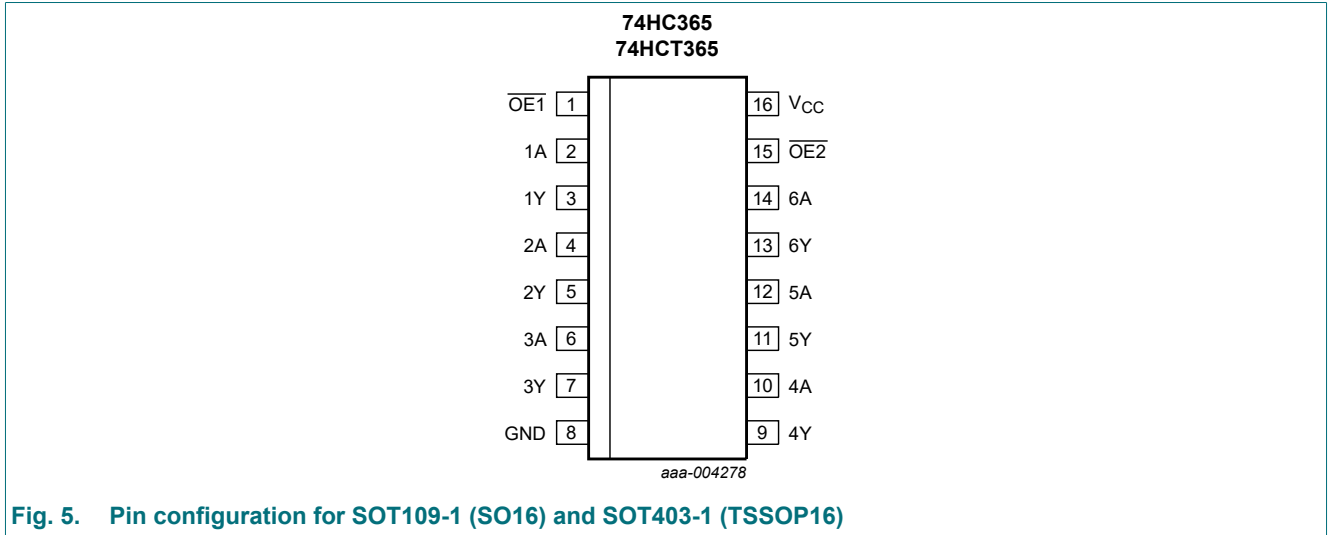 74HC365
74HCT365
O̅E̅1̅ 1 16 VCC
1A 2 15 O̅E̅2̅
1Y 3 14 6A
2A 4 13 6Y
2Y 5 12 5A
3A 6 11 5Y
3Y 7 10 4A
GND 8 9 4Y
aaa-004278
Fig. 5. Pin configuration for SOT109-1 (SO16) and SOT403-1 (TSSOP16)